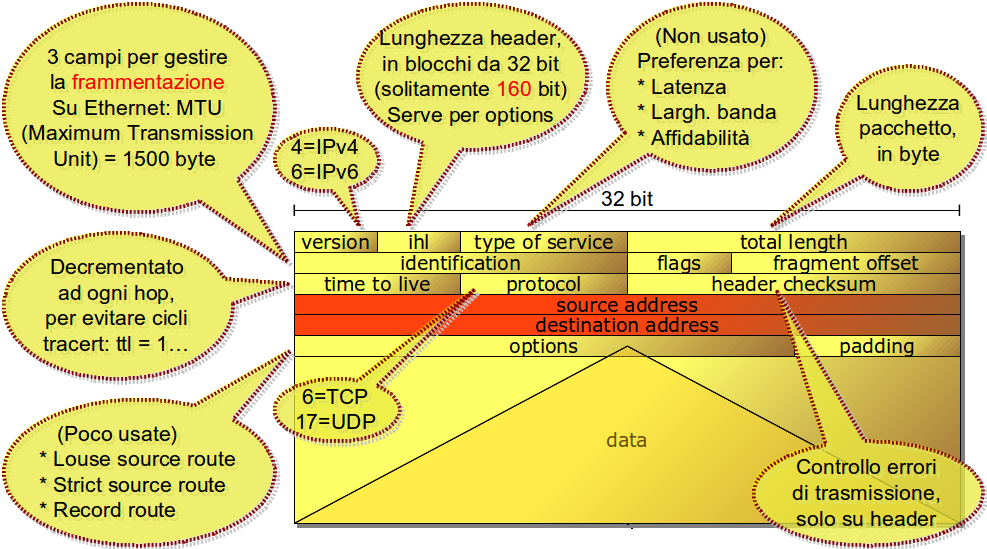 3 campi per gestire
la frammentazione
Su Ethernet: MTU
(Maximum Transmission
Unit) = 1500 byte
4=IPv4
6=IPv6
Lunghezza header,
in blocchi da 32 bit
(solitamente 160 bit)
Serve per options
(Non usato)
Preferenza per:
* Latenza
* Largh. banda
* Affidabilità
Lunghezza
pacchetto,
in byte
32 bit
version ihl type of service total length
identification flags fragment offset
time to live protocol header checksum
source address
destination address
options padding
data
Decrementato
ad ogni hop,
per evitare cicli
tracert: ttl = 1…
6=TCP
17=UDP
(Poco usate)
* Louse source route
* Strict source route
* Record route
Controllo errori
di trasmissione,
solo su header